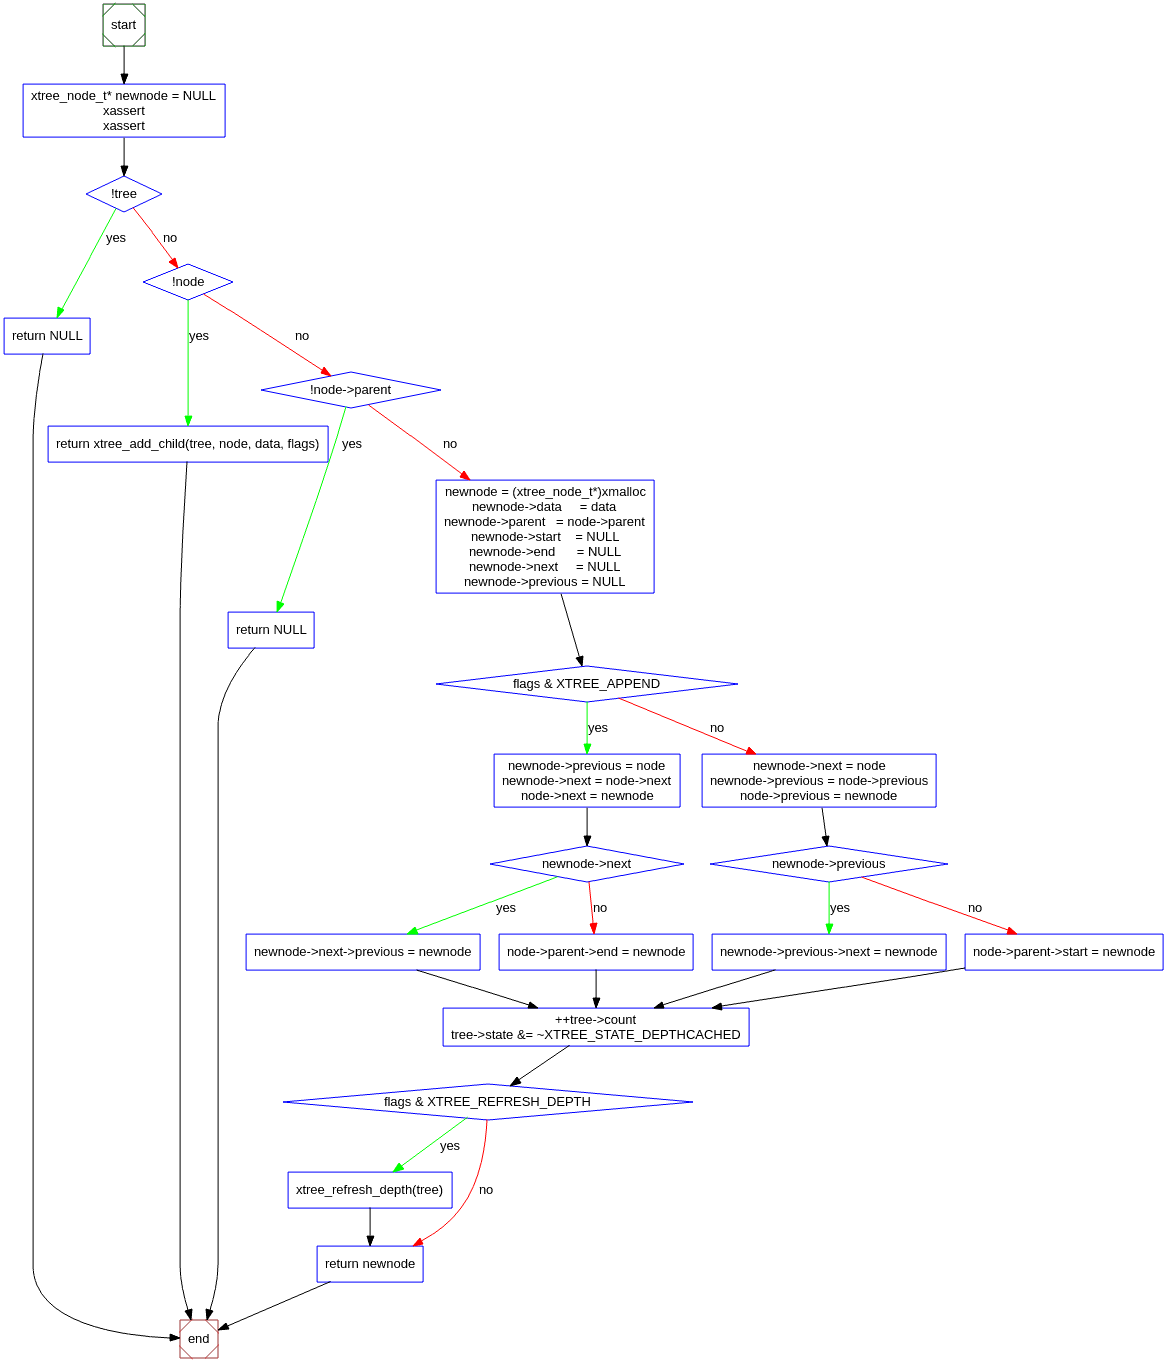 start
xtree_node_t* newnode = NULL
xassert
xassert
!tree
yes
no
!node
return NULL
yes
no
!node->parent
return xtree_add_child(tree, node, data, flags)
yes
no
newnode = (xtree_node_t*)xmalloc
newnode->data     = data
newnode->parent   = node->parent
newnode->start    = NULL
newnode->end      = NULL
newnode->next     = NULL
newnode->previous = NULL
return NULL
flags & XTREE_APPEND
yes
no
newnode->previous = node
newnode->next = node->next
node->next = newnode
newnode->next = node
newnode->previous = node->previous
node->previous = newnode
newnode->next
newnode->previous
yes
no
yes
no
newnode->next->previous = newnode
node->parent->end = newnode
newnode->previous->next = newnode
node->parent->start = newnode
++tree->count
tree->state &= ~XTREE_STATE_DEPTHCACHED
flags & XTREE_REFRESH_DEPTH
yes
xtree_refresh_depth(tree)
no
return newnode
end